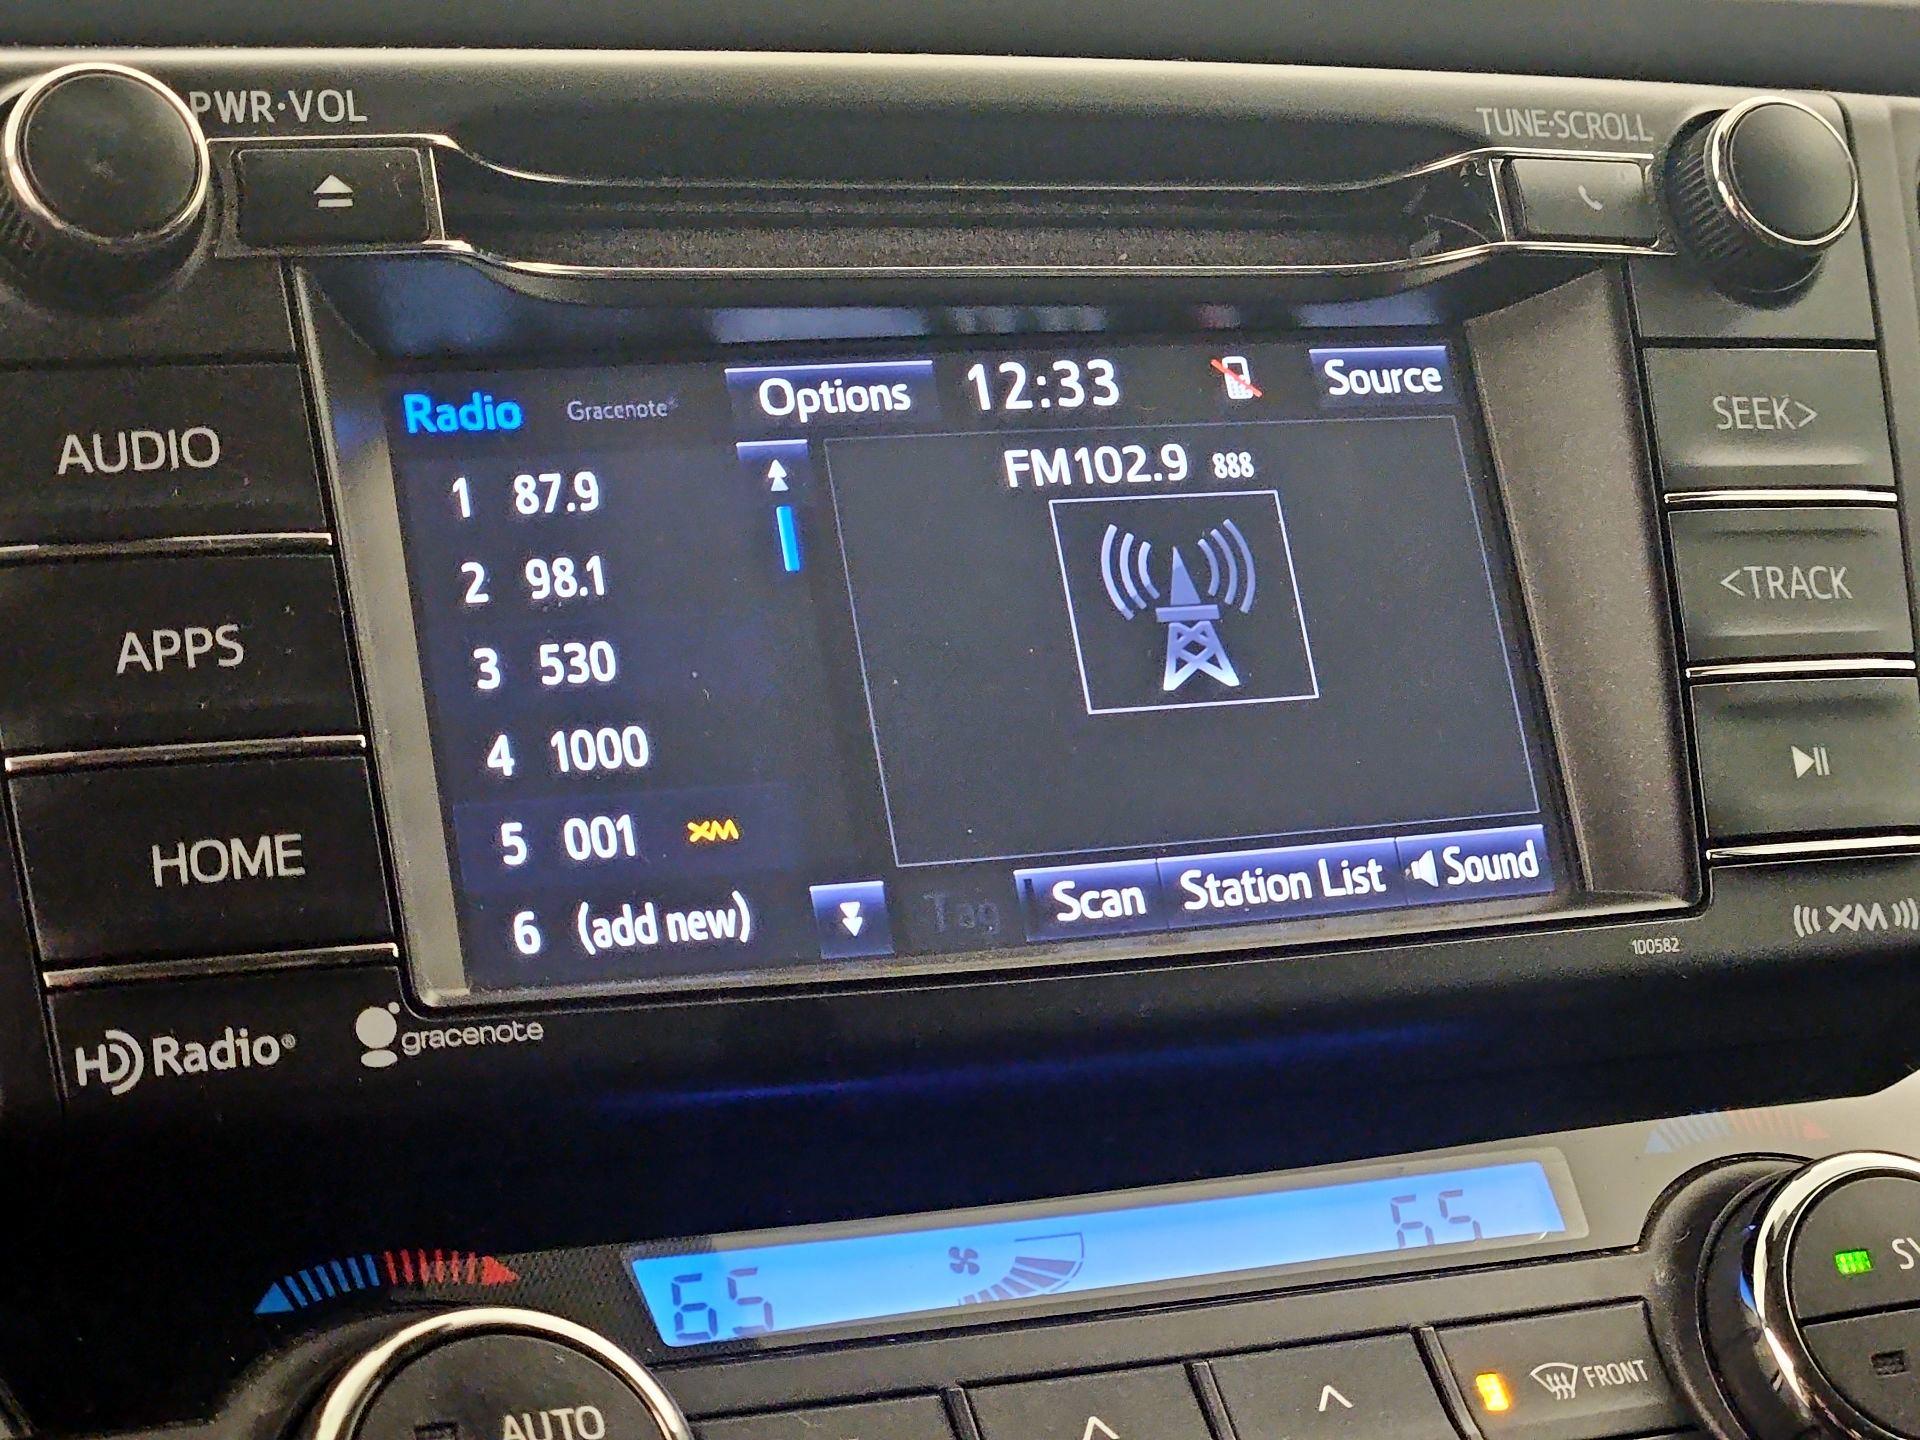 PWR·VOL
TUNE·SCROLL
Radio Gracenote® Options 12:33 Source
AUDIO
SEEK>
1 87.9
FM102.9 888
2 98.1
<TRACK
APPS
3 530
4 1000
5 001 XM
HOME
6 (add new)
Tag Scan Station List Sound
((( XM )))
100582
HD Radio® gracenote
65 65
AUTO
FRONT